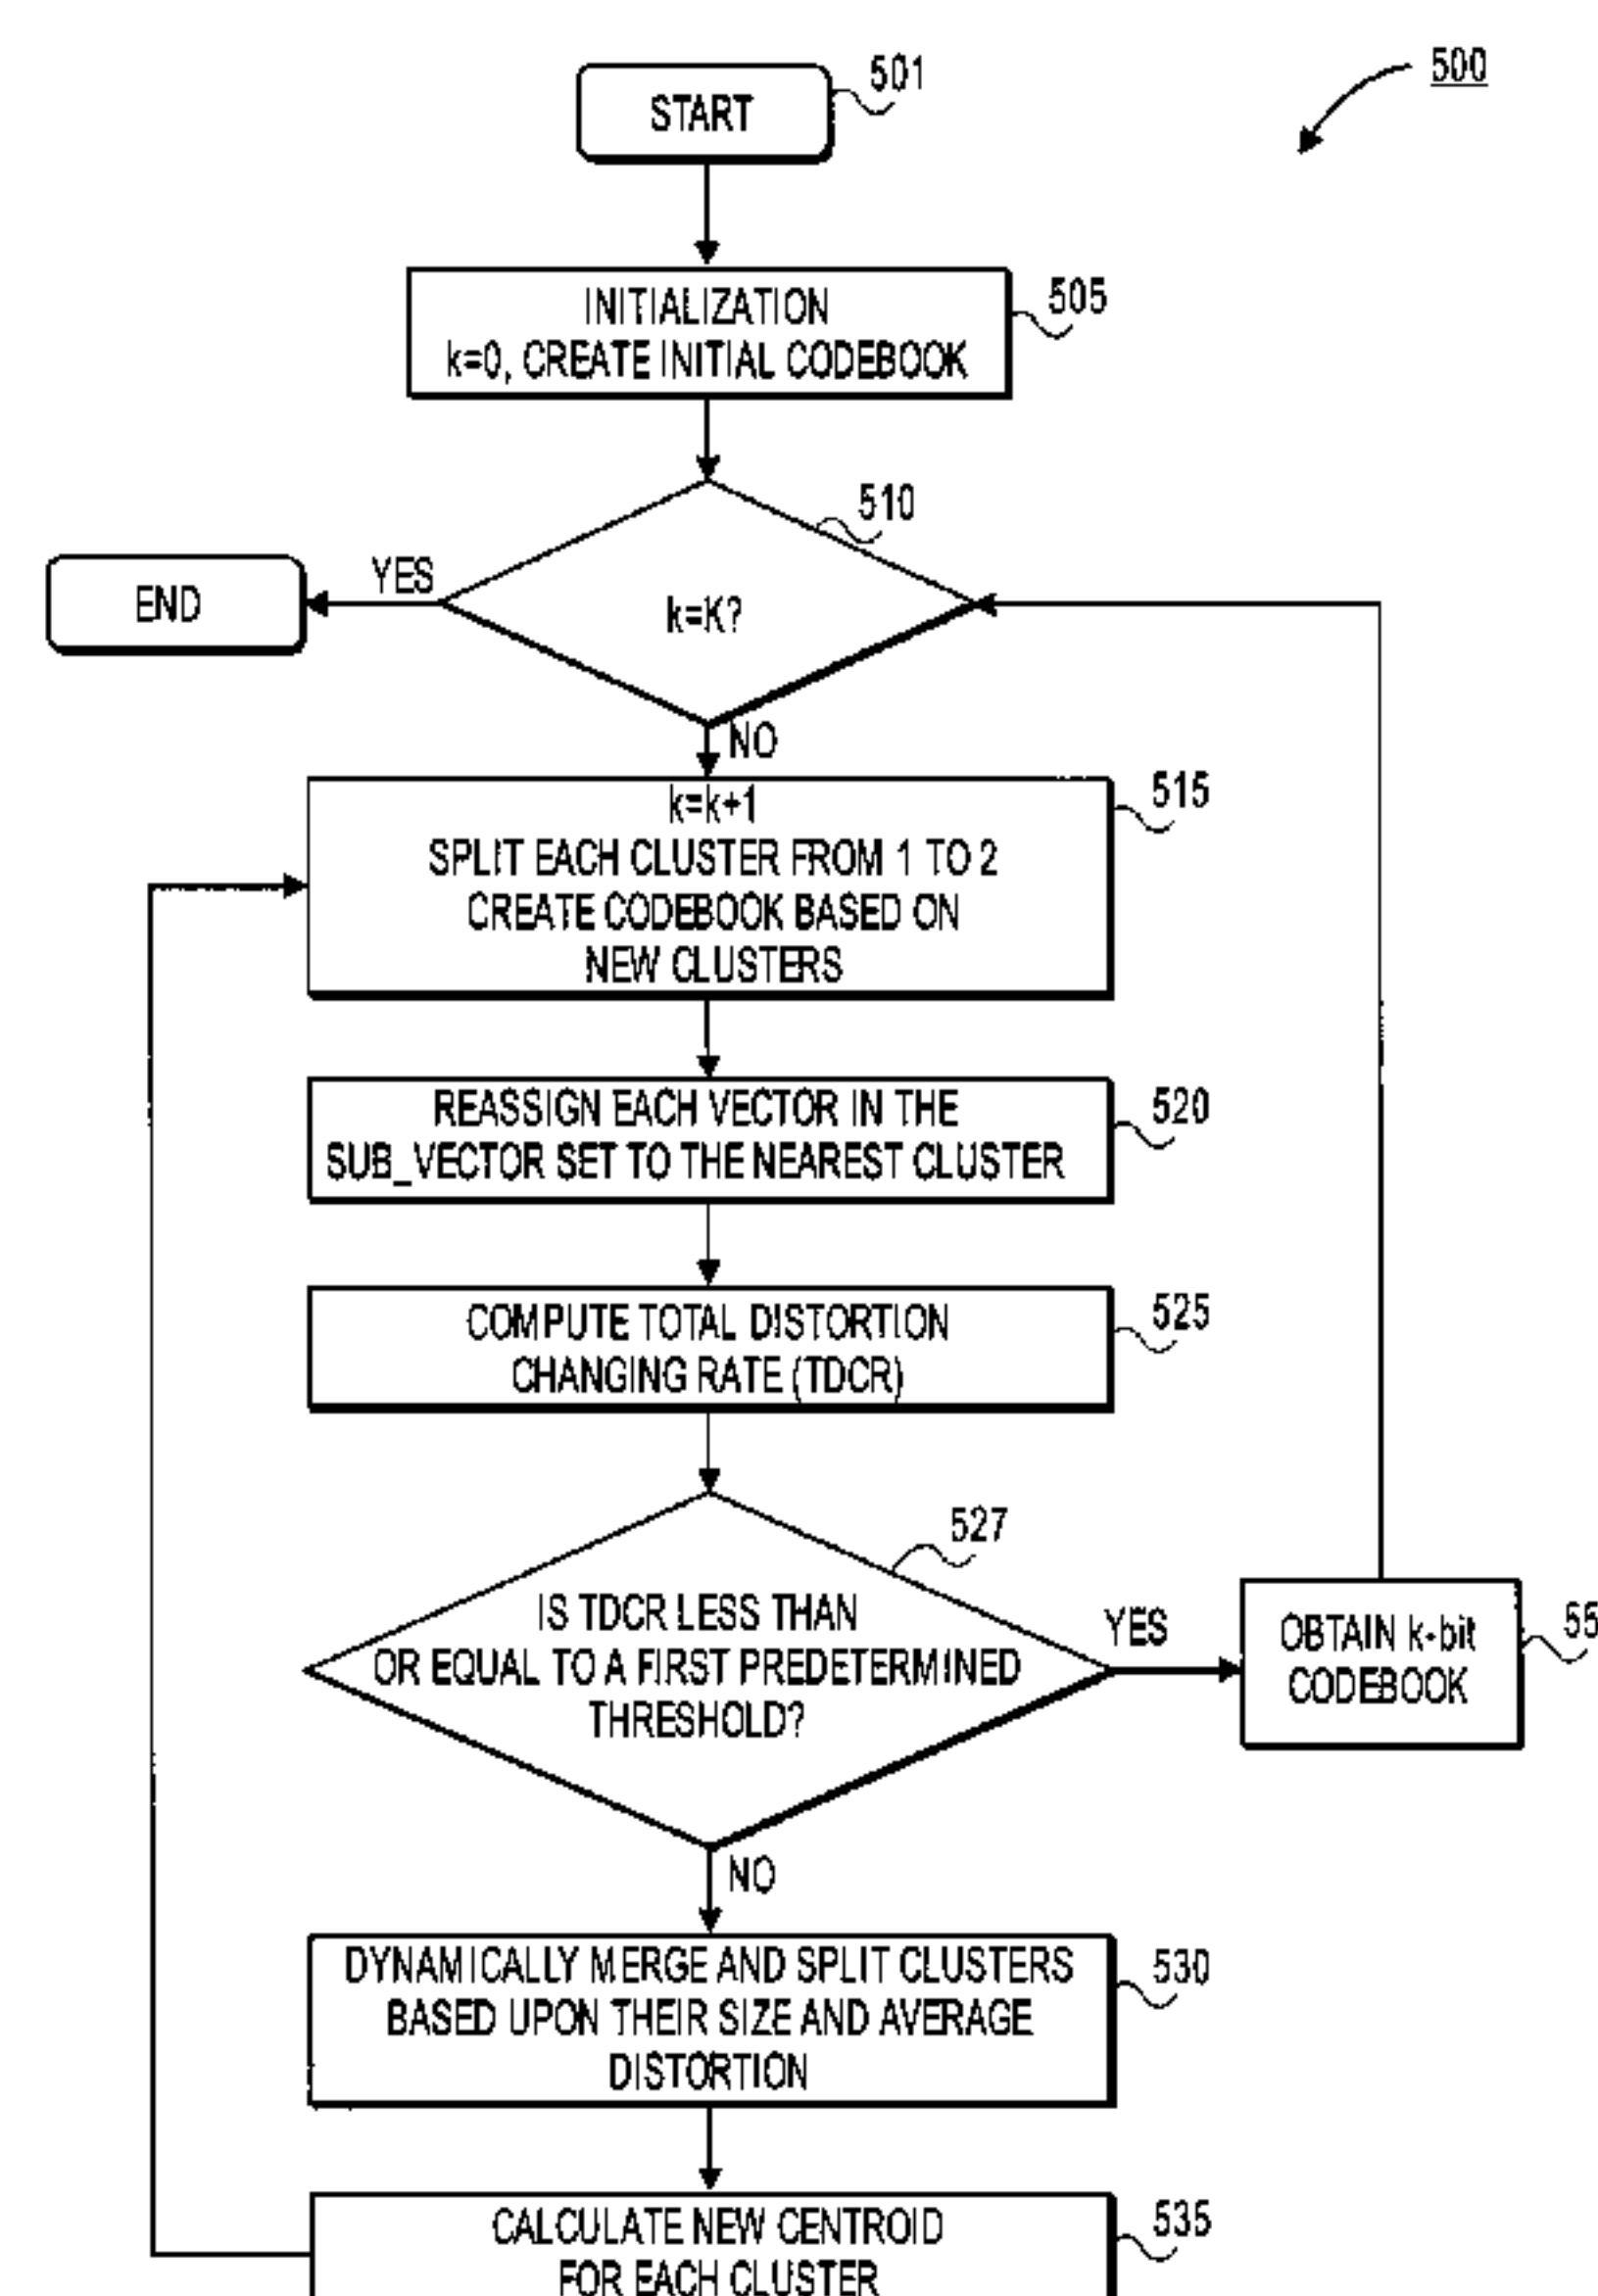 500
START
501
INITIALIZATION
k=0, CREATE INITIAL CODEBOOK
505
510
k=K?
YES
END
NO
k=k+1
SPLIT EACH CLUSTER FROM 1 TO 2
CREATE CODEBOOK BASED ON
NEW CLUSTERS
515
REASSIGN EACH VECTOR IN THE
SUB_VECTOR SET TO THE NEAREST CLUSTER
520
COMPUTE TOTAL DISTORTION
CHANGING RATE (TDCR)
525
527
IS TDCR LESS THAN
OR EQUAL TO A FIRST PREDETERMINED
THRESHOLD?
YES
OBTAIN k-bit
CODEBOOK
NO
DYNAMICALLY MERGE AND SPLIT CLUSTERS
BASED UPON THEIR SIZE AND AVERAGE
DISTORTION
530
CALCULATE NEW CENTROID
FOR EACH CLUSTER
535